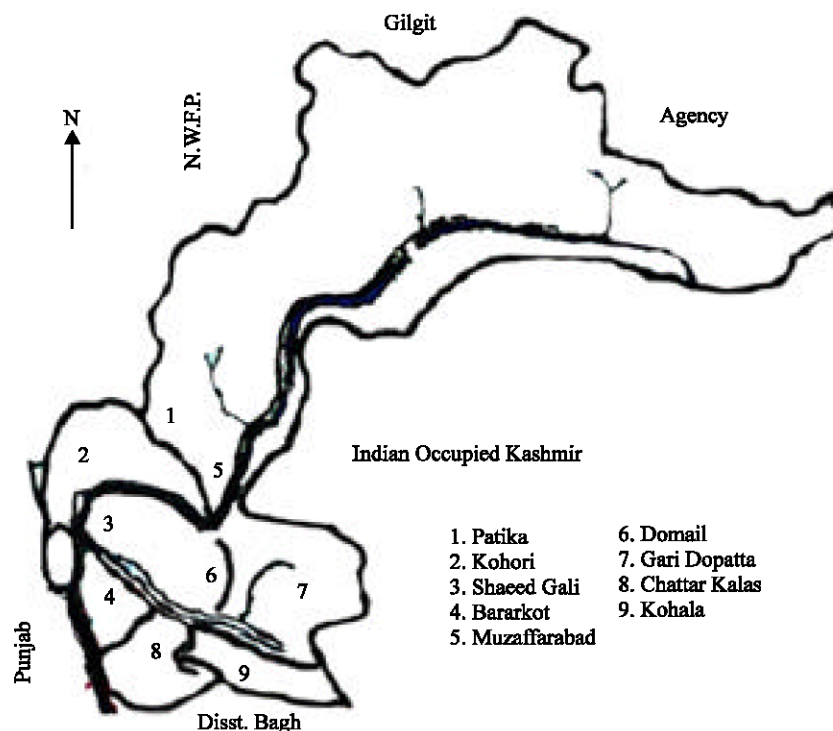 Gilgit
N.W.F.P.
Agency
N
1
2
5
Indian Occupied Kashmir
3
6
7
4
8
9
1. Patika
2. Kohori
3. Shaeed Gali
4. Bararkot
5. Muzaffarabad
6. Domail
7. Gari Dopatta
8. Chattar Kalas
9. Kohala
Punjab
Disst. Bagh